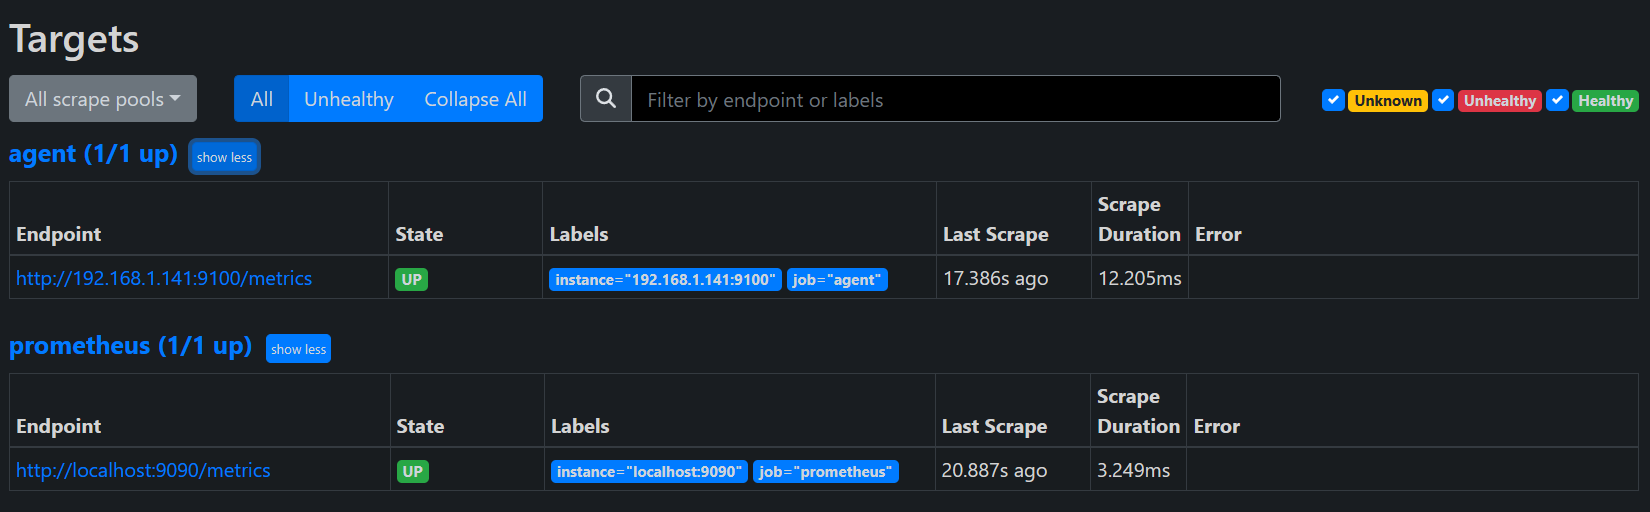 Targets
All scrape pools All Unhealthy Collapse All Filter by endpoint or labels Unknown Unhealthy Healthy
agent (1/1 up) show less
Endpoint State Labels Last Scrape Scrape Duration Error
http://192.168.1.141:9100/metrics UP instance="192.168.1.141:9100" job="agent" 17.386s ago 12.205ms
prometheus (1/1 up) show less
Endpoint State Labels Last Scrape Scrape Duration Error
http://localhost:9090/metrics UP instance="localhost:9090" job="prometheus" 20.887s ago 3.249ms